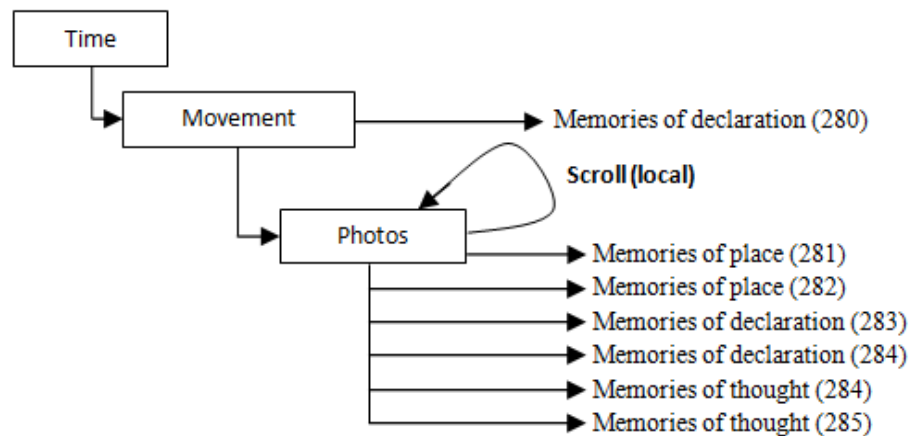 Time
Movement
Memories of declaration (280)
Scroll (local)
Photos
Memories of place (281)
Memories of place (282)
Memories of declaration (283)
Memories of declaration (284)
Memories of thought (284)
Memories of thought (285)